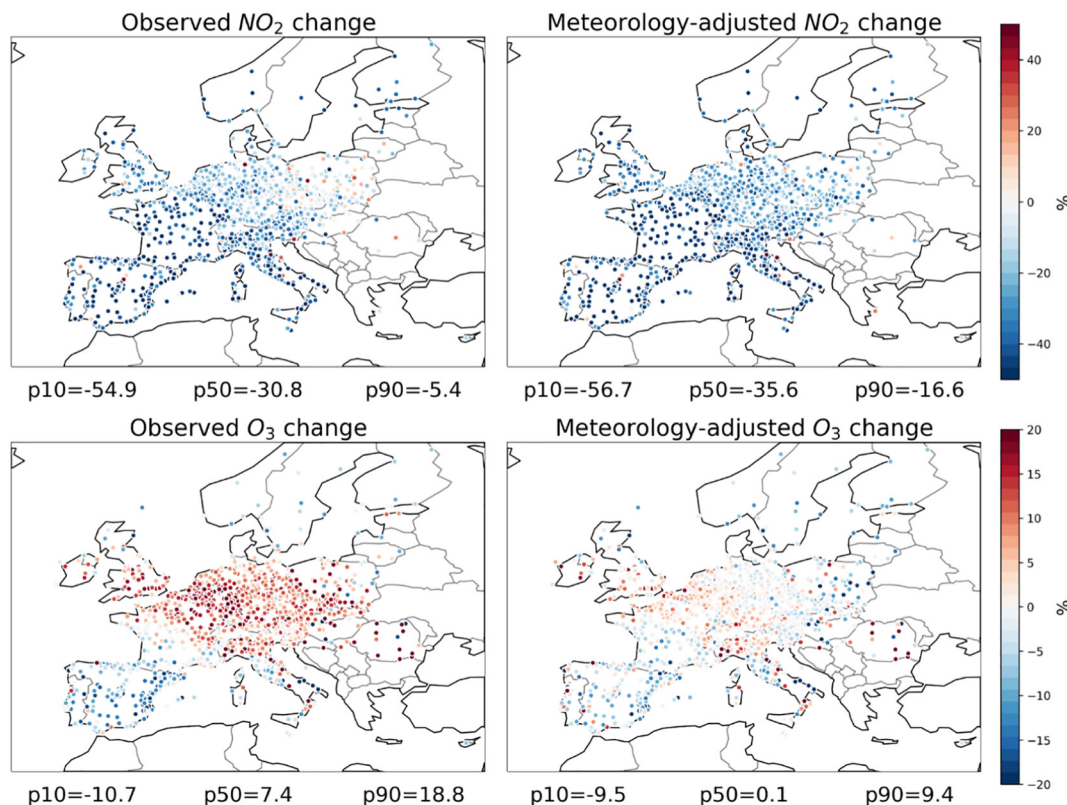 Observed NO₂ change
Meteorology-adjusted NO₂ change
40
20
0
−20
−40
%
p10=-54.9 p50=-30.8 p90=-5.4
p10=-56.7 p50=-35.6 p90=-16.6
Observed O₃ change
Meteorology-adjusted O₃ change
20
15
10
5
0
−5
−10
−15
−20
%
p10=-10.7 p50=7.4 p90=18.8
p10=-9.5 p50=0.1 p90=9.4